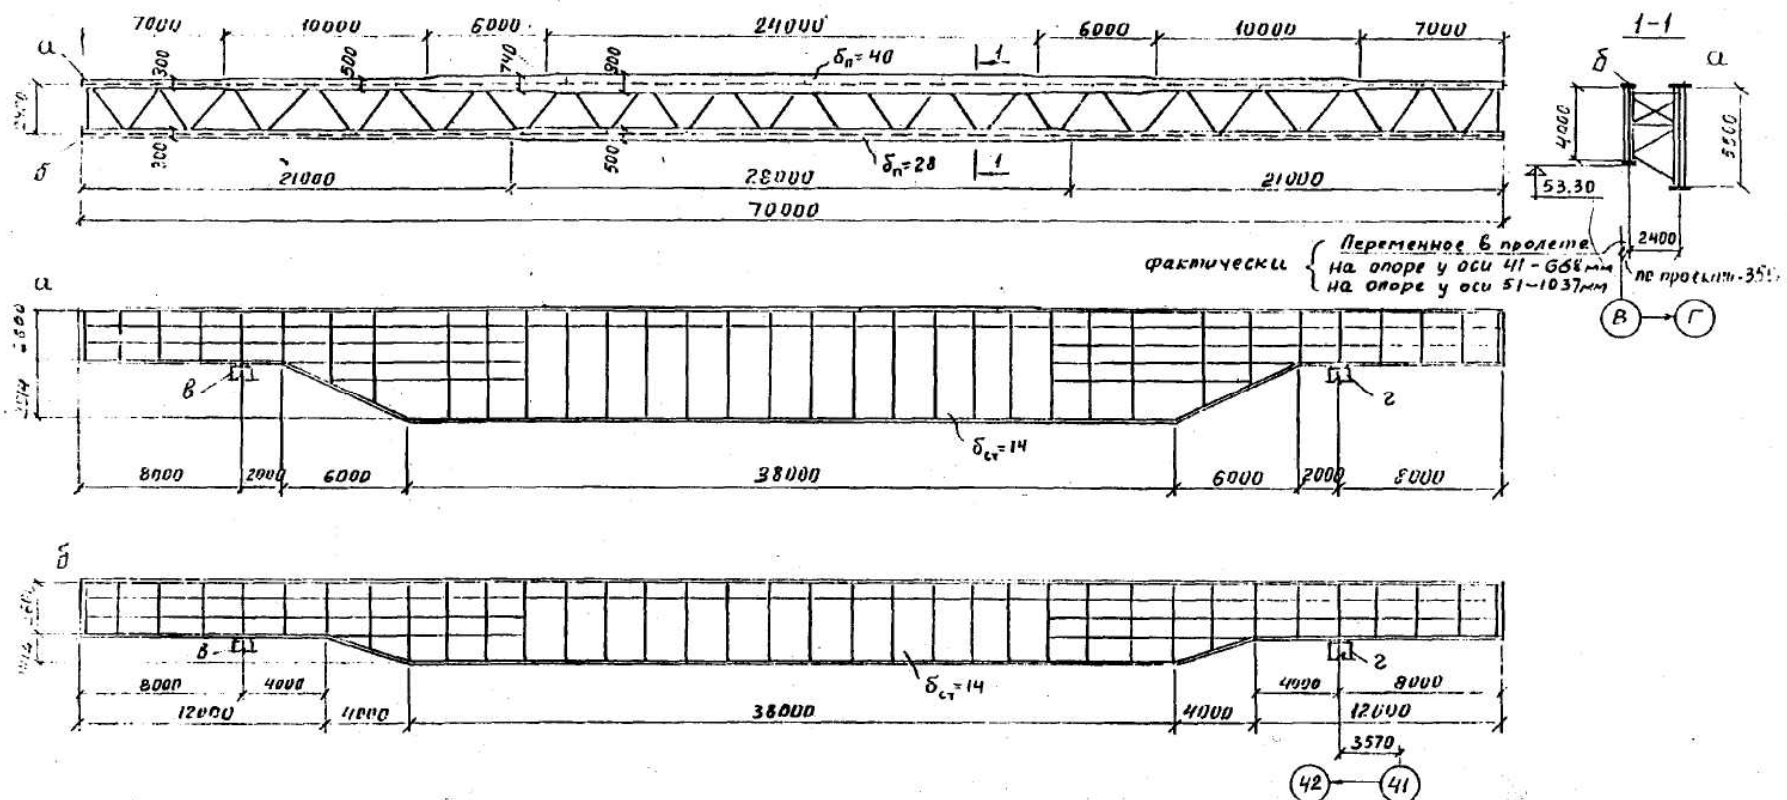 7000 10000 6000 24000 6000 10000 7000
1-1
а
300
500
740
900
δп=40
1
б
а
2400
4000
5500
б
300
500
δп=28
1
53.30
21000 28000 21000
70000
2400
фактически
Переменное в пролете
на опоре у оси 41-668мм
на опоре у оси 51-1037мм
В Г
а
в
г
δст=14
8000 2000 6000 38000 6000 2000 8000
б
в
г
δст=14
8000 4000 4000 8000
12000 4000 38000 4000 12000
3570
42 41